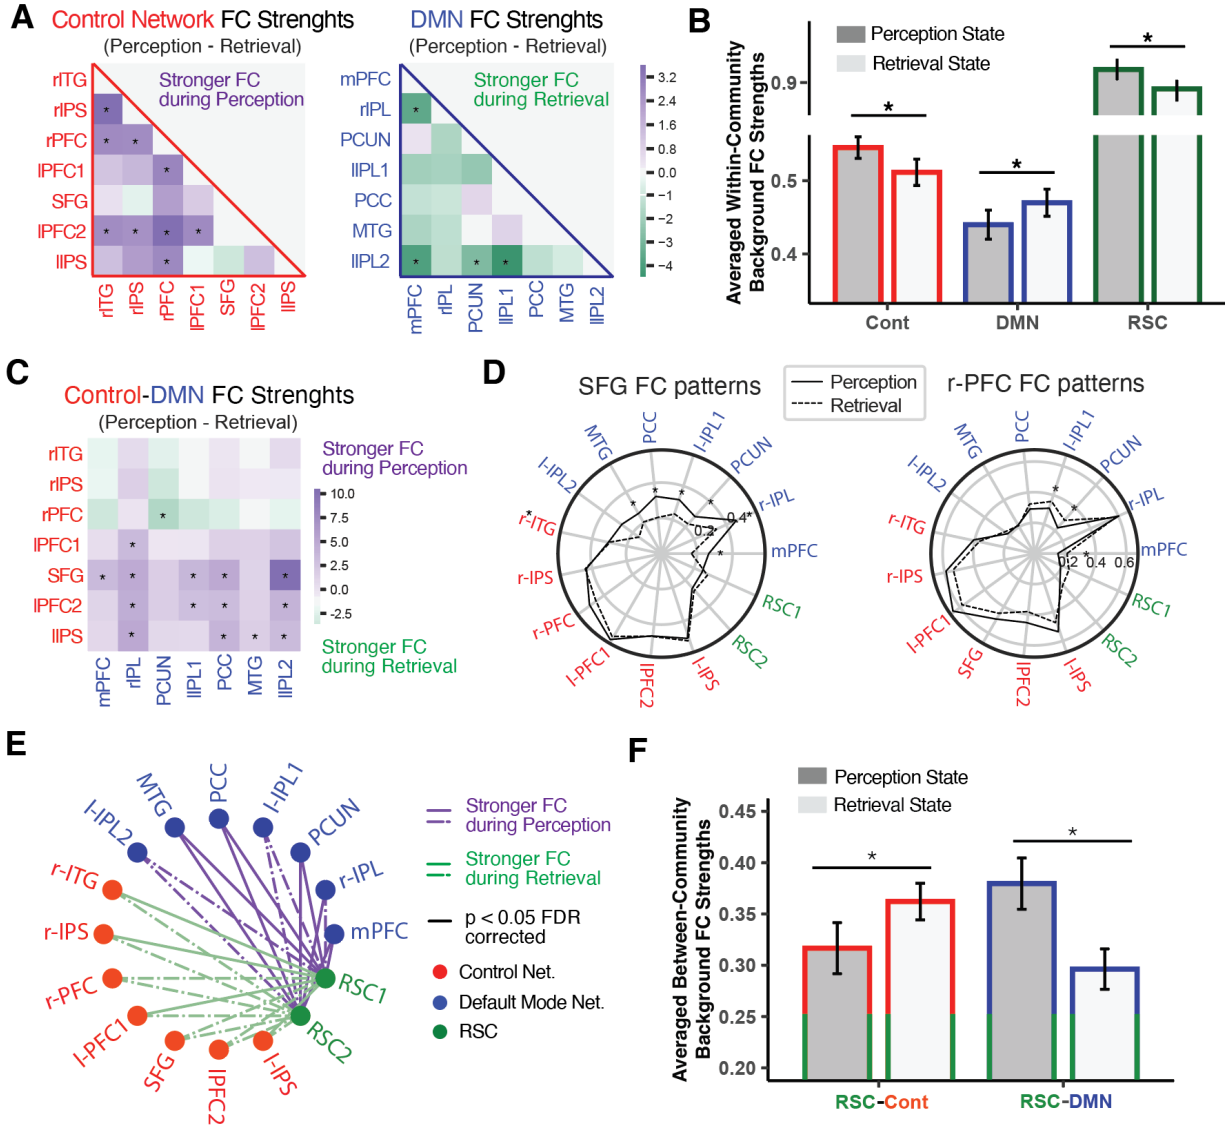 A
Control Network FC Strenghts
(Perception - Retrieval)
Stronger FC
during Perception
rITG
rIPS
rPFC
lPFC1
SFG
lPFC2
lIPS
rITG
rIPS
rPFC
lPFC1
SFG
lPFC2
lIPS
DMN FC Strenghts
(Perception - Retrieval)
Stronger FC
during Retrieval
mPFC
rIPL
PCUN
lIPL1
PCC
MTG
lIPL2
mPFC
rIPL
PCUN
lIPL1
PCC
MTG
lIPL2
3.2
2.4
1.6
0.8
0.0
−1
−2
−3
−4
B
Perception State
Retrieval State
Averaged Within-Community
Background FC Strengths
0.9
0.5
0.4
*
*
*
Cont
DMN
RSC
C
Control-DMN FC Strenghts
(Perception - Retrieval)
rITG
rIPS
rPFC
lPFC1
SFG
lPFC2
lIPS
mPFC
rIPL
PCUN
lIPL1
PCC
MTG
lIPL2
Stronger FC
during Perception
10.0
7.5
5.0
2.5
0.0
−2.5
Stronger FC
during Retrieval
D
SFG FC patterns
Perception
Retrieval
r-PFC FC patterns
PCC
l-IPL1
PCUN
r-IPL
mPFC
RSC1
RSC2
l-IPS
lPFC2
l-PFC1
r-PFC
r-IPS
r-ITG
l-IPL2
MTG
0.2
0.4
PCC
l-IPL1
PCUN
r-IPL
mPFC
RSC1
RSC2
l-IPS
lPFC2
SFG
l-PFC1
r-IPS
r-ITG
l-IPL2
MTG
0.2 0.4 0.6
E
PCC
l-IPL1
PCUN
r-IPL
mPFC
RSC1
RSC2
l-IPS
lPFC2
SFG
l-PFC1
r-PFC
r-IPS
r-ITG
l-IPL2
MTG
Stronger FC
during Perception
Stronger FC
during Retrieval
p < 0.05 FDR
corrected
Control Net.
Default Mode Net.
RSC
F
Perception State
Retrieval State
Averaged Between-Community
Background FC Strengths
0.45
0.40
0.35
0.30
0.25
0.20
*
*
RSC-Cont
RSC-DMN